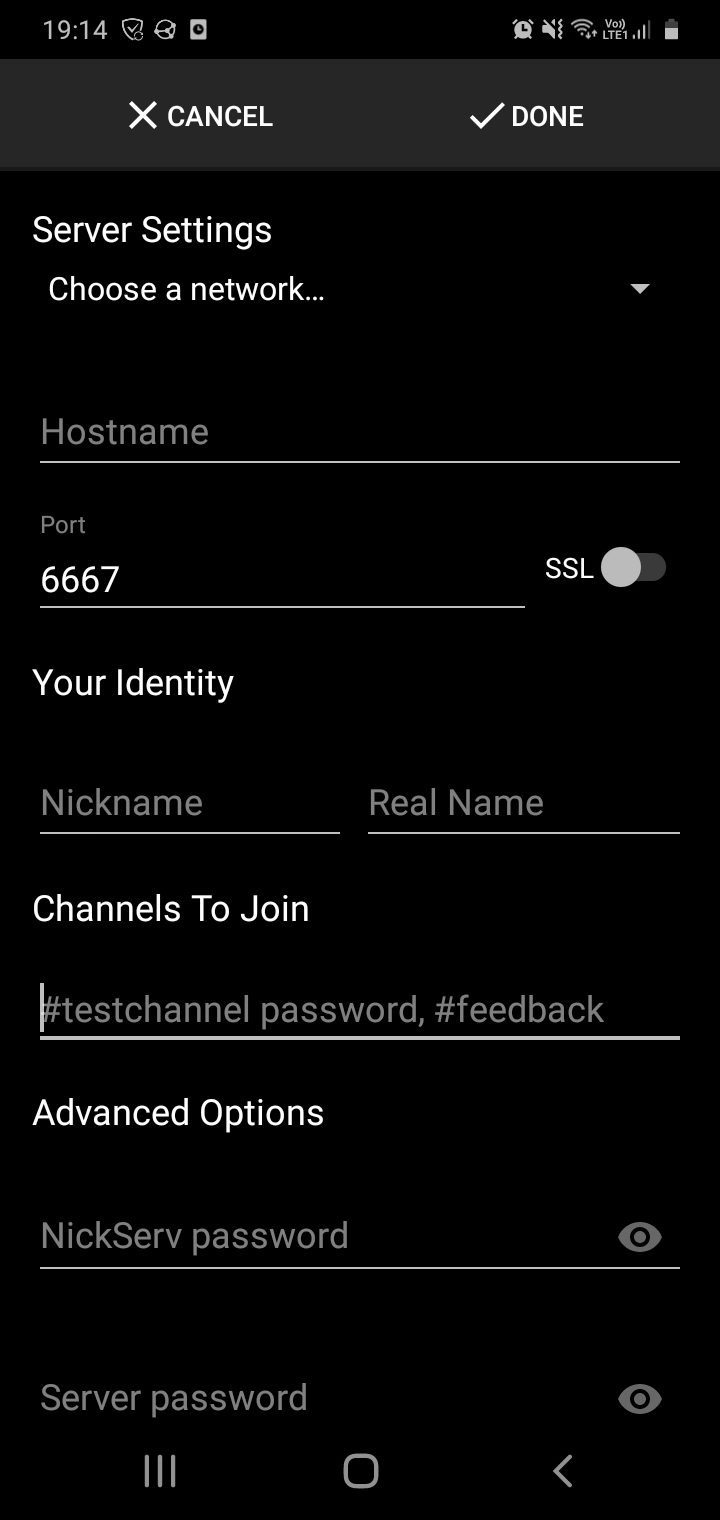 19:14 Vo)) LTE1
CANCEL DONE
Server Settings
Choose a network...
Hostname
Port
6667 SSL
Your Identity
Nickname Real Name
Channels To Join
#testchannel password, #feedback
Advanced Options
NickServ password
Server password